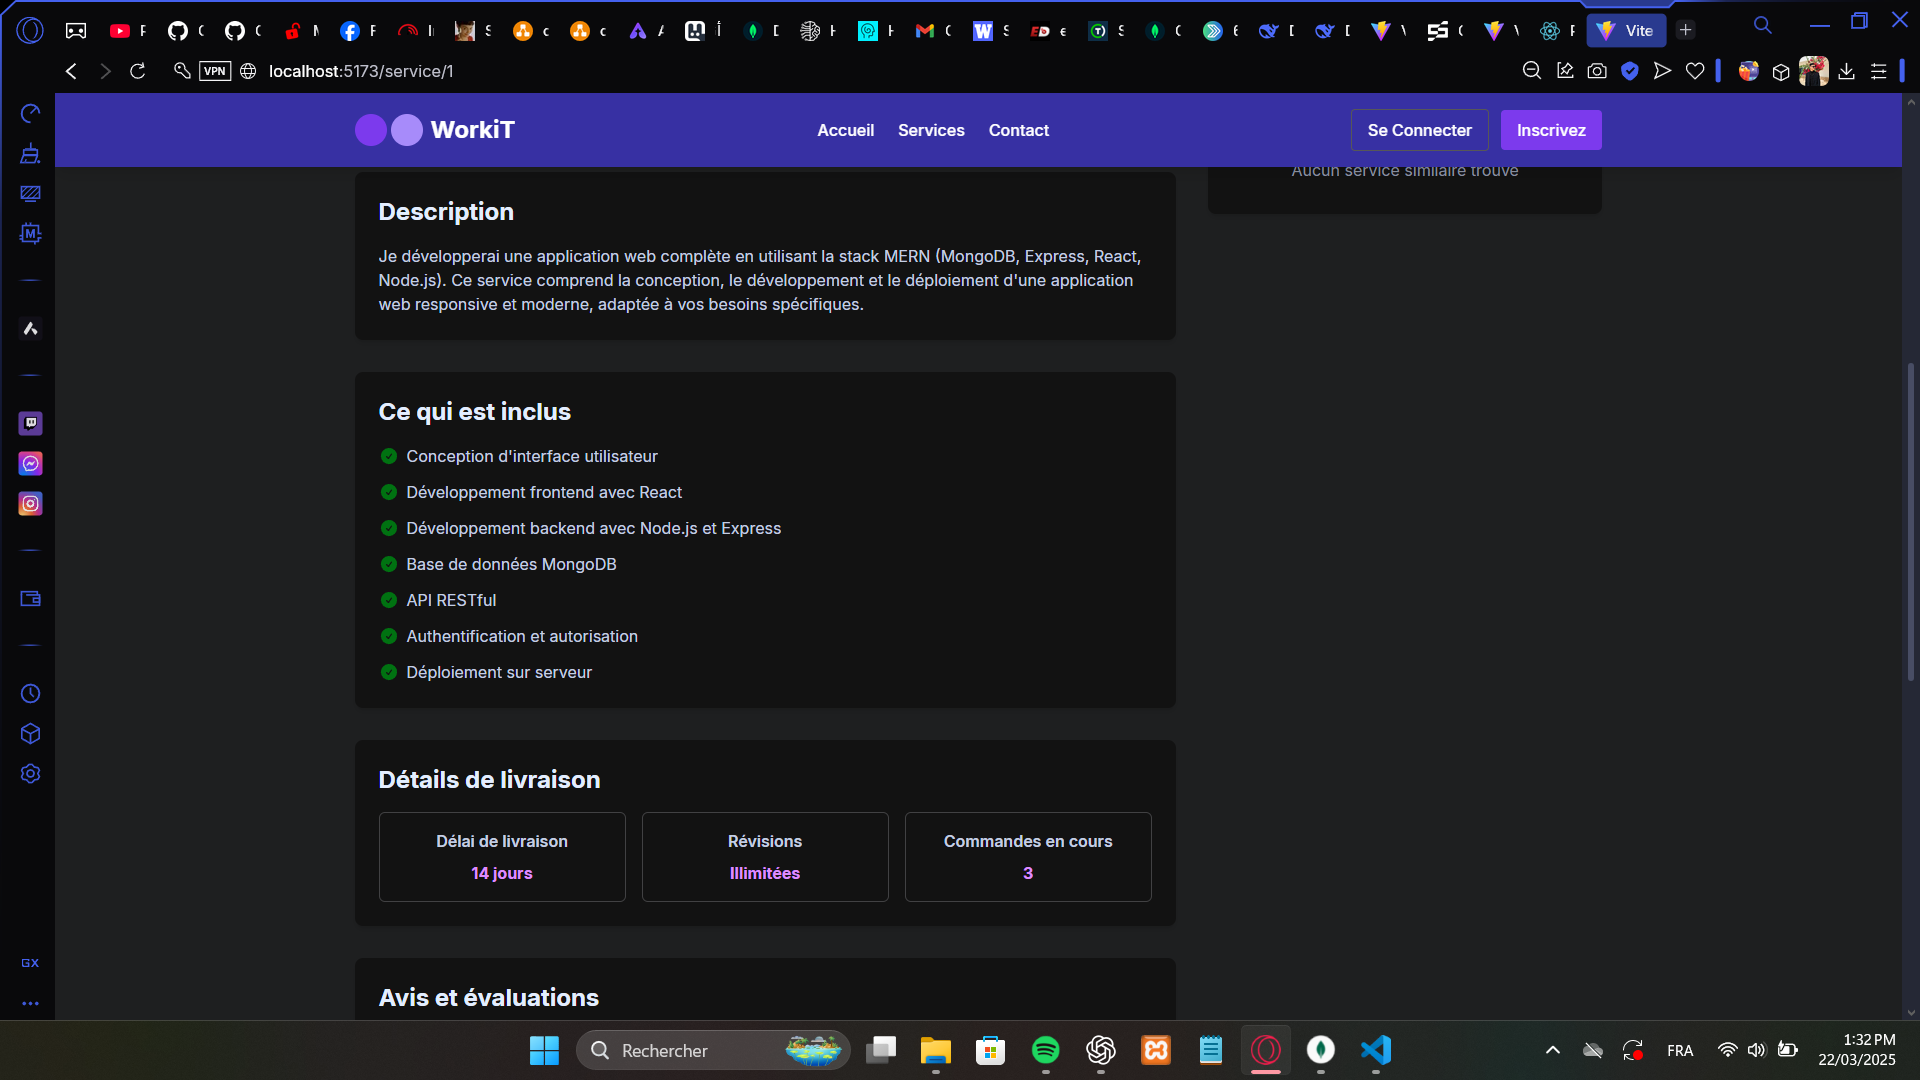 Vite
VPN
localhost:5173/service/1
WorkiT
Accueil
Services
Contact
Se Connecter
Inscrivez
Aucun service similaire trouvé
Description
Je développerai une application web complète en utilisant la stack MERN (MongoDB, Express, React,
Node.js). Ce service comprend la conception, le développement et le déploiement d'une application
web responsive et moderne, adaptée à vos besoins spécifiques.
Ce qui est inclus
Conception d'interface utilisateur
Développement frontend avec React
Développement backend avec Node.js et Express
Base de données MongoDB
API RESTful
Authentification et autorisation
Déploiement sur serveur
Détails de livraison
Délai de livraison
14 jours
Révisions
Illimitées
Commandes en cours
3
Avis et évaluations
GX
Rechercher
FRA
1:32 PM
22/03/2025